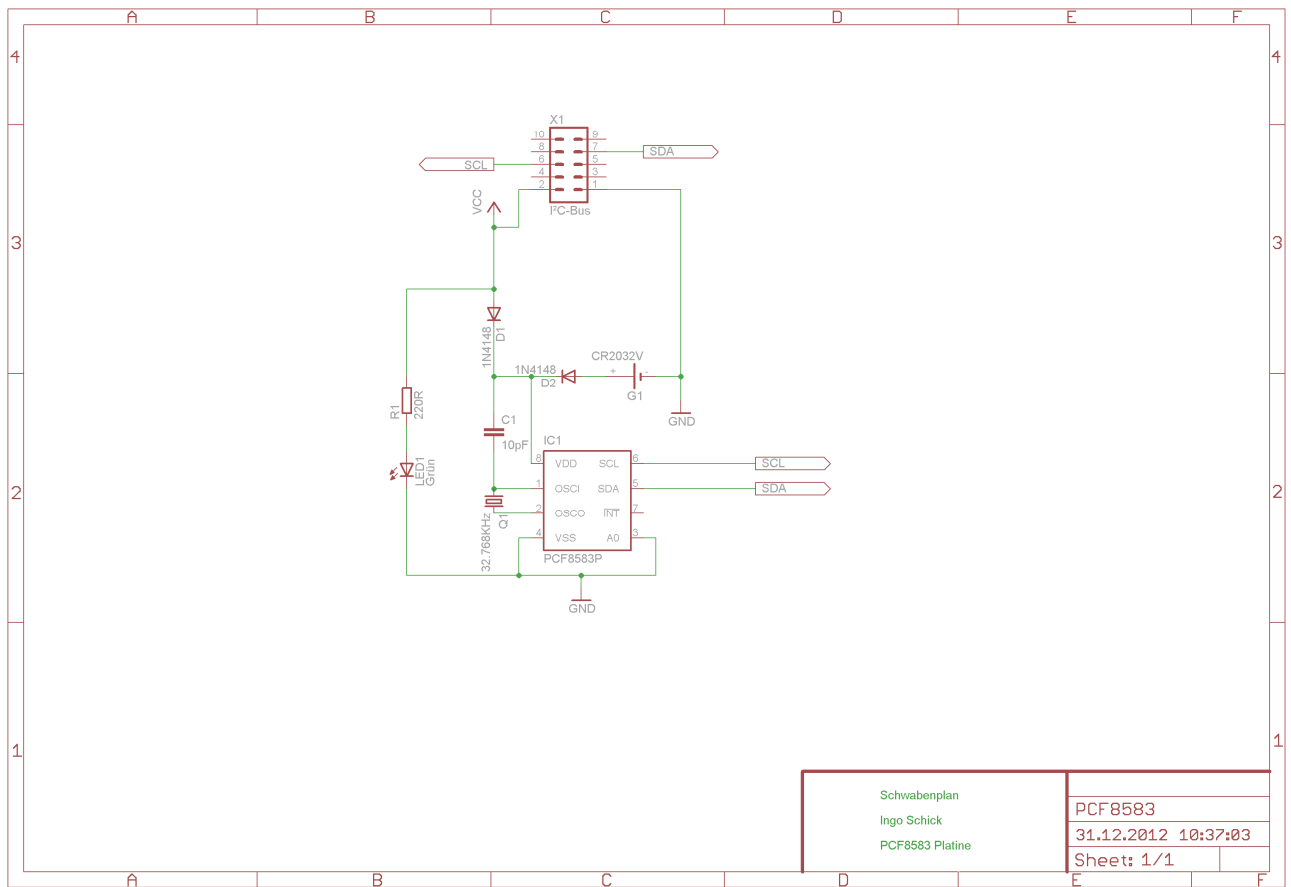 A B C D E F
4 4
X1
10 9
8 7 SDA
SCL 6 5
4 3
2 1
I²C-Bus
VCC
3 3
1N4148
D1
CR2032V
1N4148
D2
+ -
G1
GND
R1
220R
C1
10pF
IC1
LED1
Grün
8 VDD SCL 6 SCL
1 OSCI SDA 5 SDA
2 OSCO INT 7
4 VSS A0 3
2 2
32.768KHz
Q1
PCF8583P
GND
1 1
Schwabenplan
Ingo Schick
PCF8583 Platine
PCF8583
31.12.2012 10:37:03
Sheet: 1/1
A B C D E F